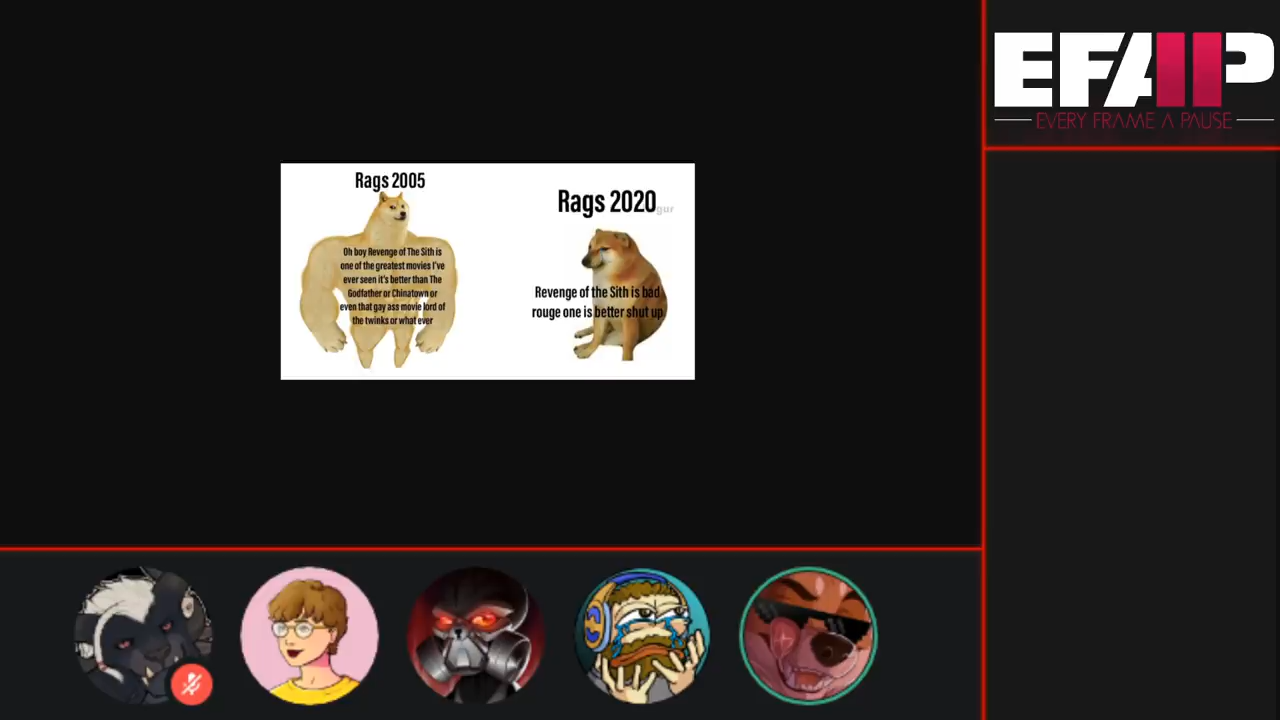 EFAP
EVERY FRAME A PAUSE
Rags 2005
Oh boy Revenge of The Sith is
one of the greatest movies I've
ever seen it's better than The
Godfather or Chinatown or
even that gay ass movie lord of
the twinks or what ever
Rags 2020
gur
Revenge of the Sith is bad
rouge one is better shut up